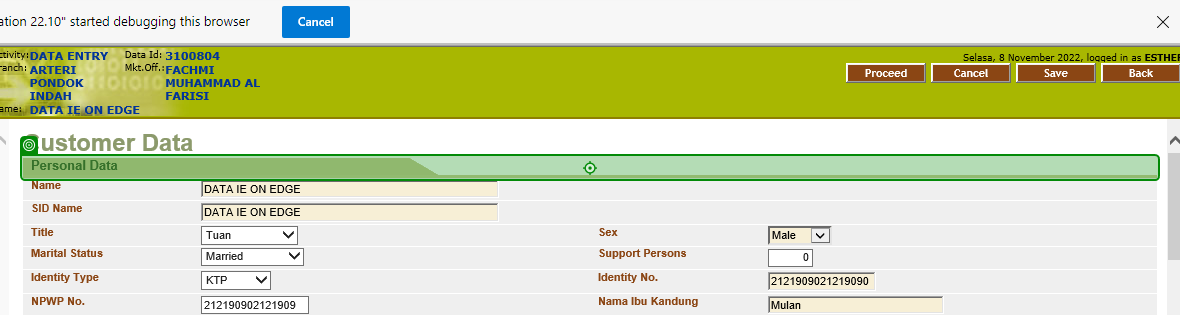 ation 22.10" started debugging this browser Cancel
ctivity: DATA ENTRY Data Id: 3100804 Selasa, 8 November 2022, logged in as ESTHER
ranch: ARTERI Mkt.Off.: FACHMI Proceed Cancel Save Back
PONDOK MUHAMMAD AL
INDAH FARISI
ame: DATA IE ON EDGE
Customer Data
Personal Data
Name DATA IE ON EDGE
SID Name DATA IE ON EDGE
Title Tuan Sex Male
Marital Status Married Support Persons 0
Identity Type KTP Identity No. 2121909021219090
NPWP No. 212190902121909 Nama Ibu Kandung Mulan